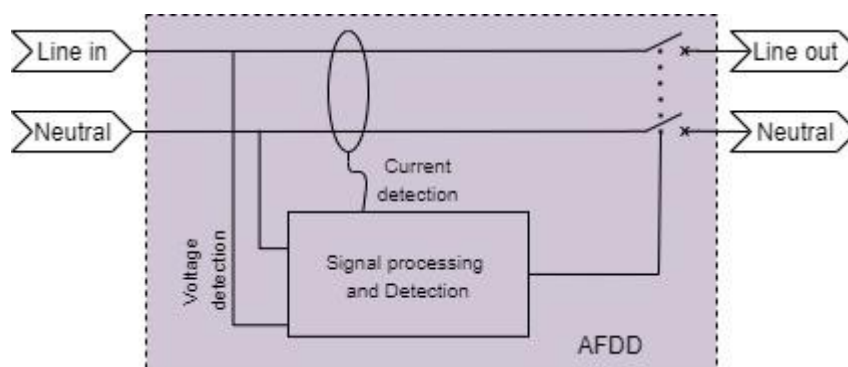 Line in
Line out
Neutral
Neutral
Current
detection
Voltage
detection
Signal processing
and Detection
AFDD